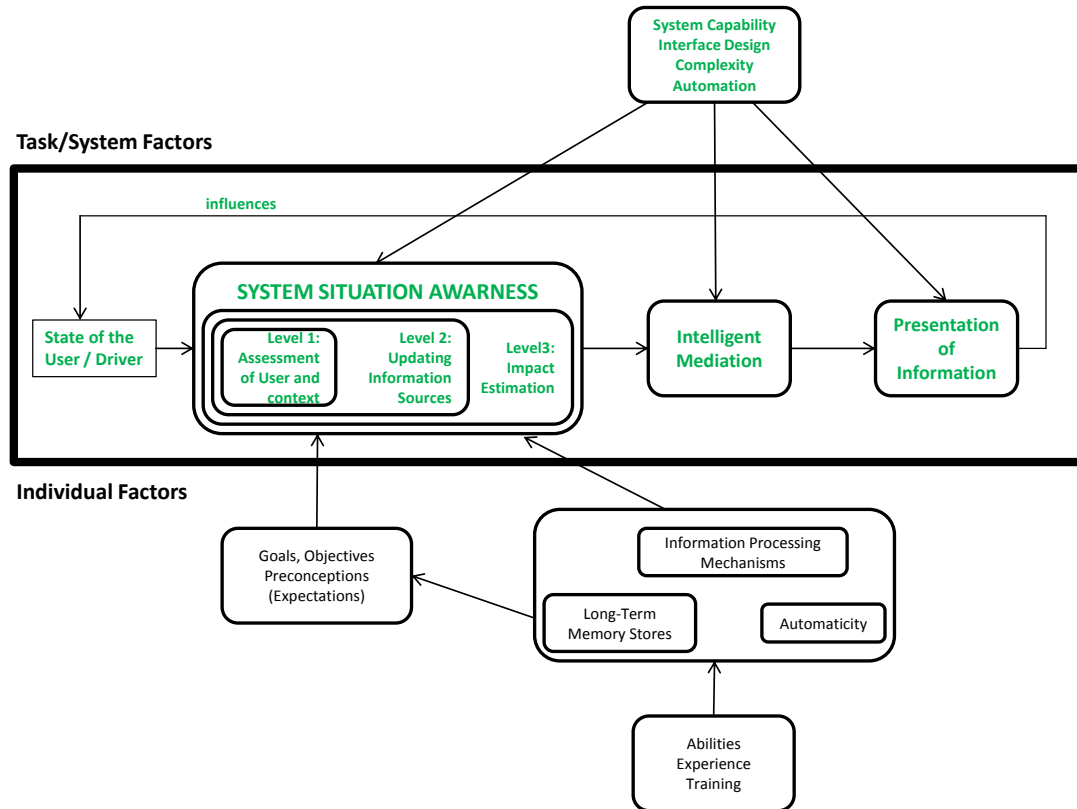 System Capability
Interface Design
Complexity
Automation
Task/System Factors
influences
SYSTEM SITUATION AWARNESS
State of the
User / Driver
Level 1:
Assessment
of User and
context
Level 2:
Updating
Information
Sources
Level3:
Impact
Estimation
Intelligent
Mediation
Presentation
of
Information
Individual Factors
Goals, Objectives
Preconceptions
(Expectations)
Information Processing
Mechanisms
Long-Term
Memory Stores
Automaticity
Abilities
Experience
Training